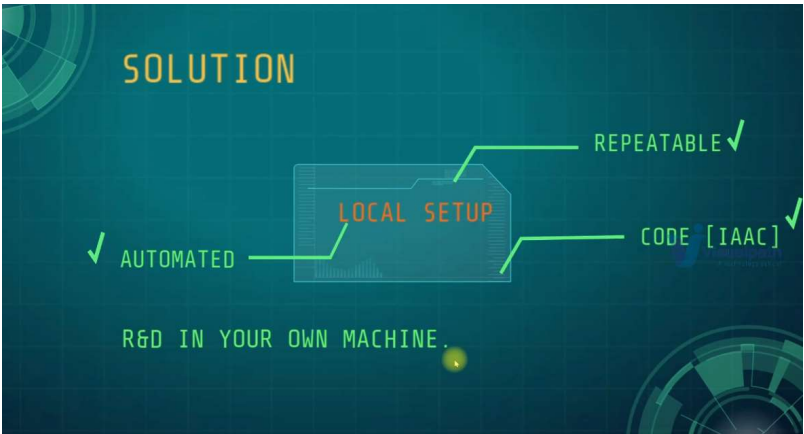 SOLUTION
REPEATABLE
LOCAL SETUP
CODE [IAAC]
AUTOMATED
R&D IN YOUR OWN MACHINE.